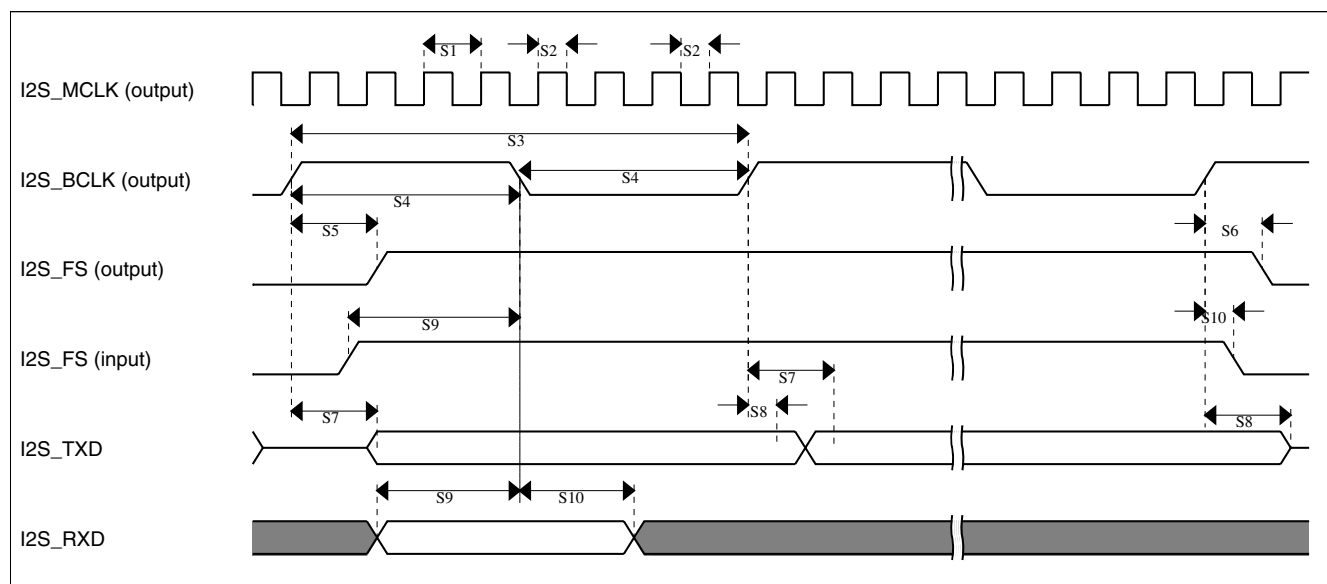 S1 S2 S2
I2S_MCLK (output)
S3
I2S_BCLK (output)
S4
S4
S5 S6
I2S_FS (output)
S9 S10
I2S_FS (input)
S7
S7 S8 S8
I2S_TXD
S9 S10
I2S_RXD